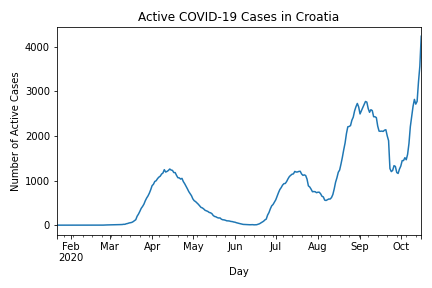 Active COVID-19 Cases in Croatia
Number of Active Cases
4000
3000
2000
1000
0
Feb Mar Apr May Jun Jul Aug Sep Oct
2020
Day